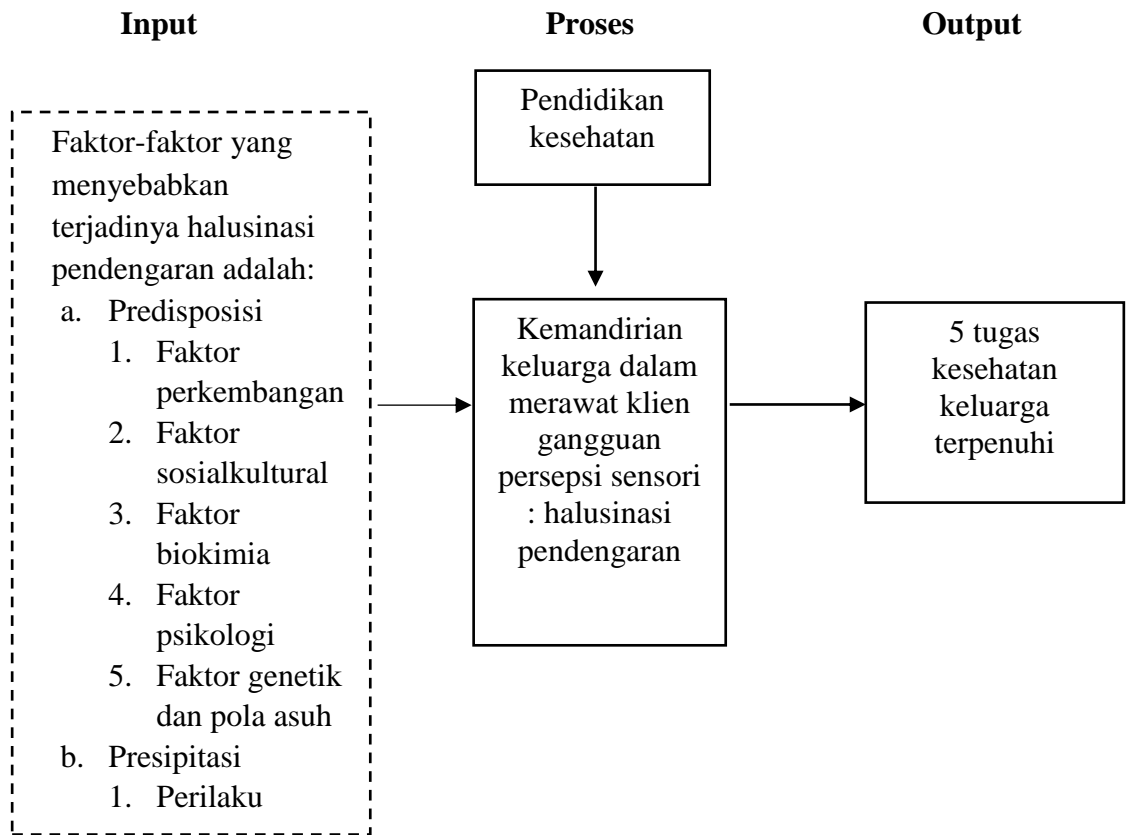 Input
Proses
Output
Faktor-faktor yang
menyebabkan
terjadinya halusinasi
pendengaran adalah:
a. Predisposisi
1. Faktor
perkembangan
2. Faktor
sosialkultural
3. Faktor
biokimia
4. Faktor
psikologi
5. Faktor genetik
dan pola asuh
b. Presipitasi
1. Perilaku
Pendidikan
kesehatan
Kemandirian
keluarga dalam
merawat klien
gangguan
persepsi sensori
: halusinasi
pendengaran
5 tugas
kesehatan
keluarga
terpenuhi